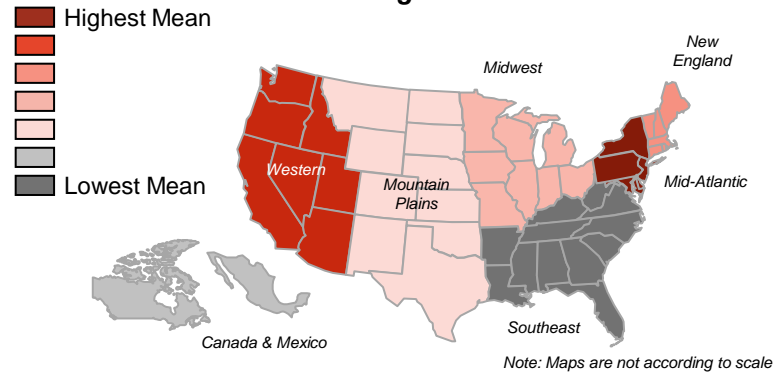 Highest Mean
Lowest Mean
New
England
Midwest
Western
Mountain
Plains
Mid-Atlantic
Southeast
Canada & Mexico
Note: Maps are not according to scale